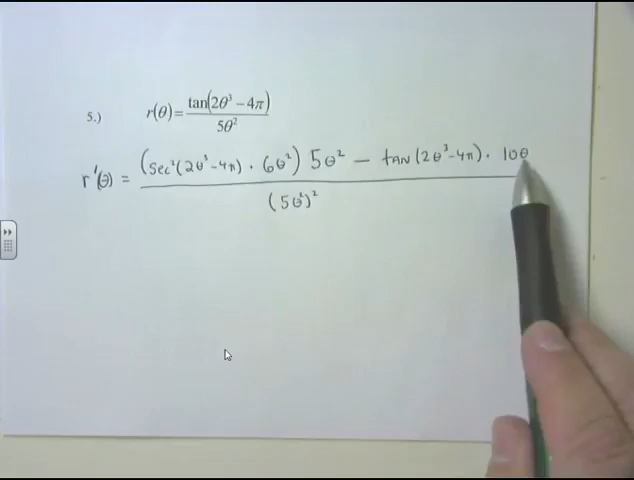 5.) r(θ)= tan(2θ³−4π)
5θ²
r'(θ) = (sec²(2θ³-4π) · 6θ²) 5θ² − tan(2θ³-4π) · 10θ
(5θ²)²